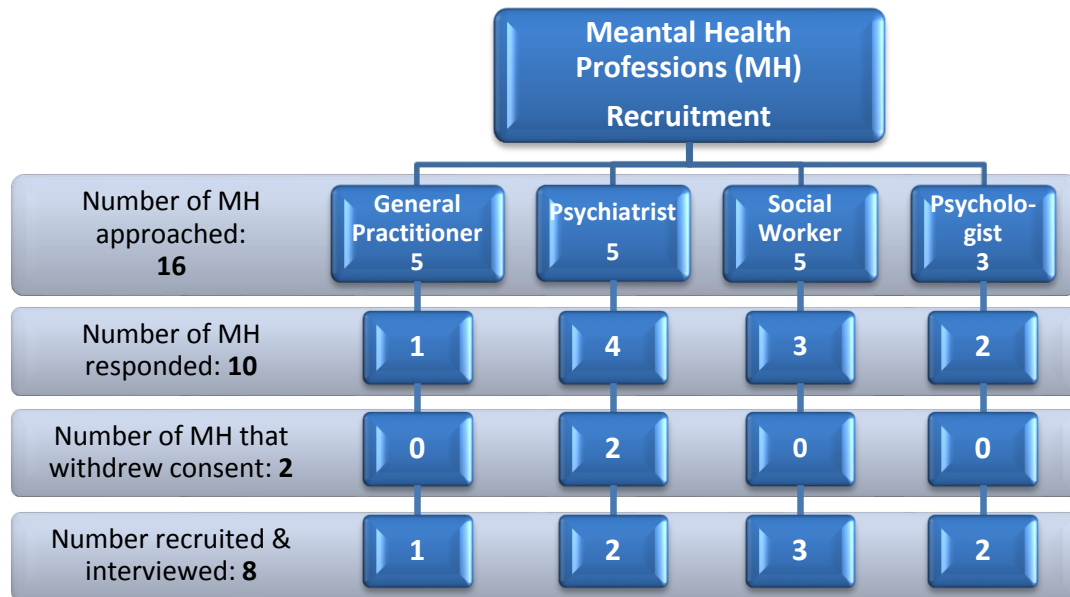 Meantal Health
Professions (MH)
Recruitment
Number of MH
approached:
16
General
Practitioner
5
Psychiatrist
5
Social
Worker
5
Psycholo-
gist
3
Number of MH
responded: 10
1
4
3
2
Number of MH that
withdrew consent: 2
0
2
0
0
Number recruited &
interviewed: 8
1
2
3
2